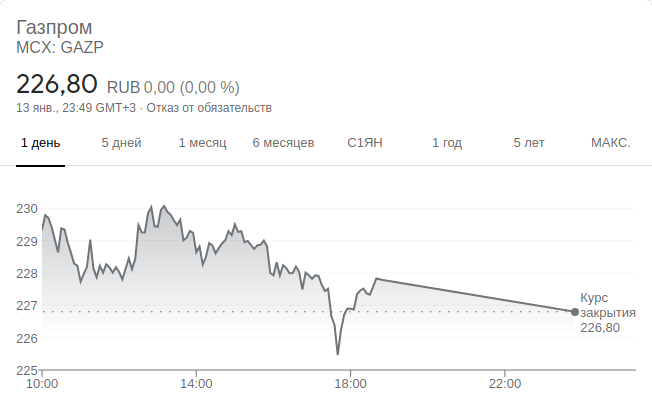 Газпром
MCX: GAZP
226,80 RUB 0,00 (0,00 %)
13 янв., 23:49 GMT+3 · Отказ от обязательств
1 день 5 дней 1 месяц 6 месяцев С1ЯН 1 год 5 лет МАКС.
230
229
228
227
226
225
Курс
закрытия
226,80
10:00 14:00 18:00 22:00